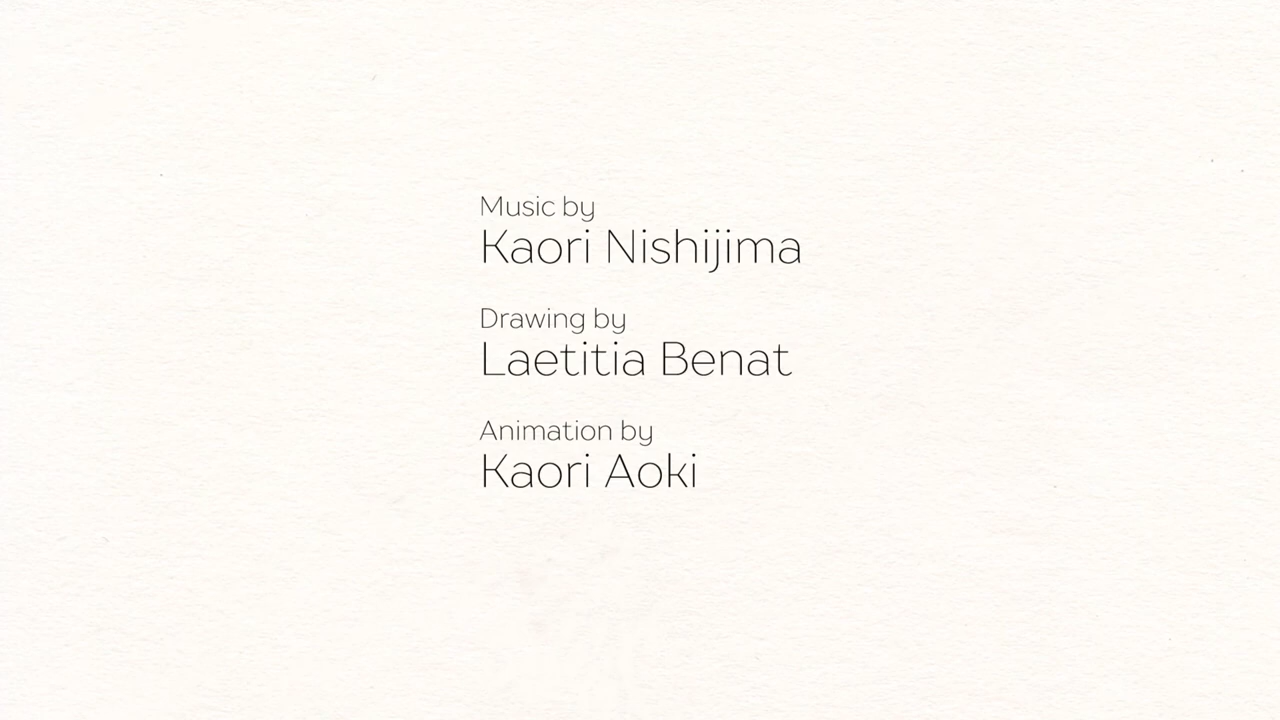 Music by
Kaori Nishijima
Drawing by
Laetitia Benat
Animation by
Kaori Aoki